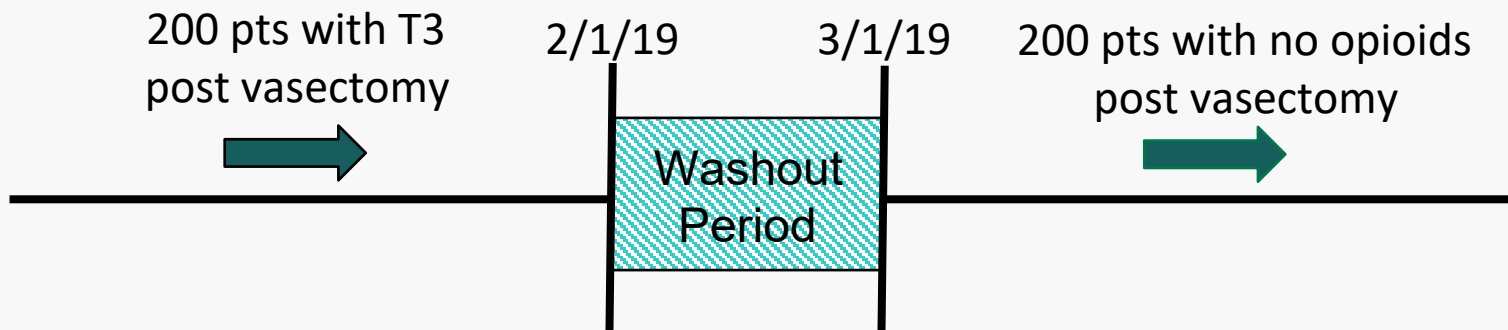 200 pts with T3
post vasectomy
2/1/19
3/1/19
200 pts with no opioids
post vasectomy
Washout
Period